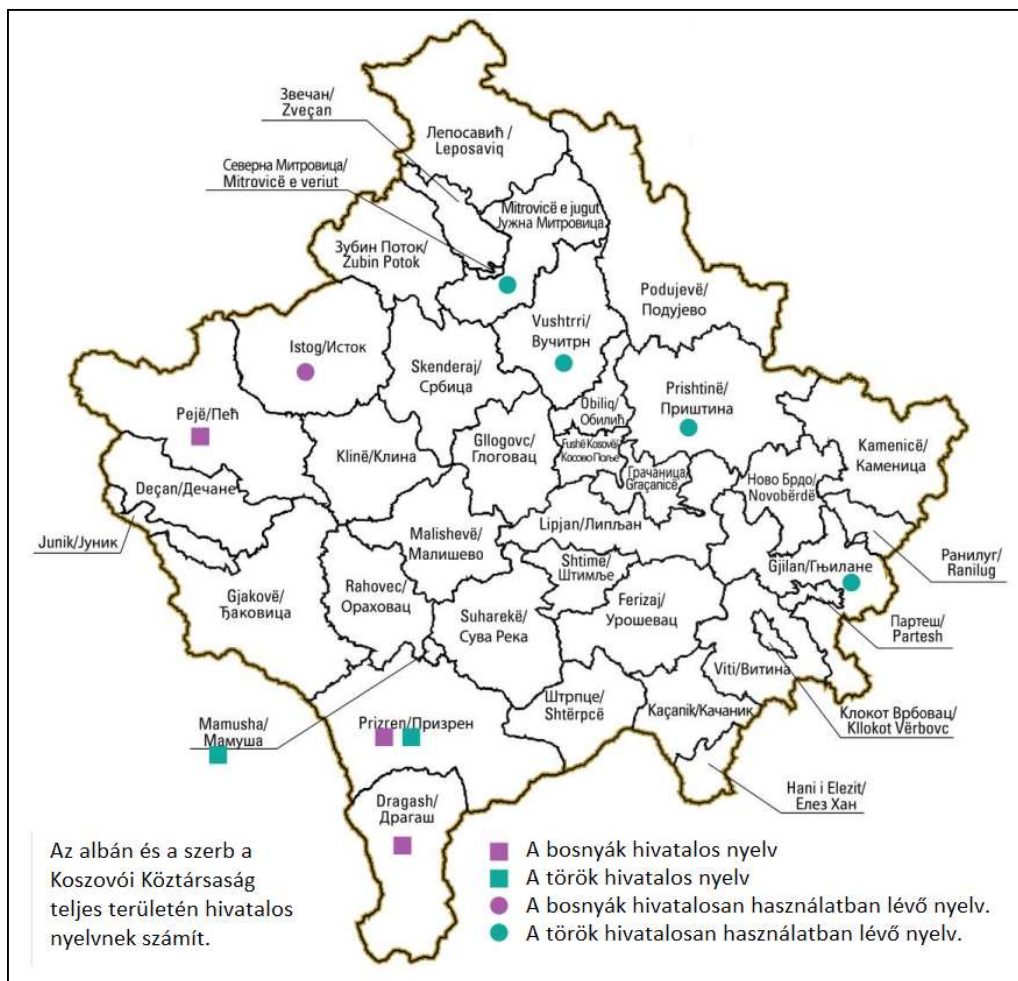 Звечан/
Zveçan
Лепосавић /
Leposaviq
Северна Митровица/
Mitrovicë e veriut
Mitrovicë e jugut
Јужна Митровица
Зубин Поток/
Zubin Potok
Podujevë/
Подујево
Vushtrri/
Вучитрн
Istog/Исток
Skenderaj/
Србица
Obiliq/
Обилић
Prishtinë/
Приштина
Pejë/Пећ
Klinë/Клина
Gllogovc/
Глоговац
Fushë Kosovë/
Косово Поље
Грачаница/
Graçanicë
Kamenicë/
Каменица
Ново Брдо/
Novobërdë
Deçan/Дечане
Junik/Јуник
Malishevë/
Малишево
Lipjan/Липљан
Shtime/
Штимље
Ранилуг/
Ranilug
Gjilan/Гњилане
Gjakovë/
Ђаковица
Rahovec/
Ораховац
Suharekë/
Сува Река
Ferizaj/
Урошевац
Партеш/
Partesh
Viti/Витина
Штрпце/
Shtërpcë
Kaçanik/Качаник
Клокот Врбовац/
Kllokot Vërbovc
Mamusha/
Мамуша
Prizren/Призрен
Hani i Elezit/
Елез Хан
Dragash/
Драгаш
Az albán és a szerb a
Koszovói Köztársaság
teljes területén hivatalos
nyelvnek számít.
A bosnyák hivatalos nyelv
A török hivatalos nyelv
A bosnyák hivatalosan használatban lévő nyelv.
A török hivatalosan használatban lévő nyelv.